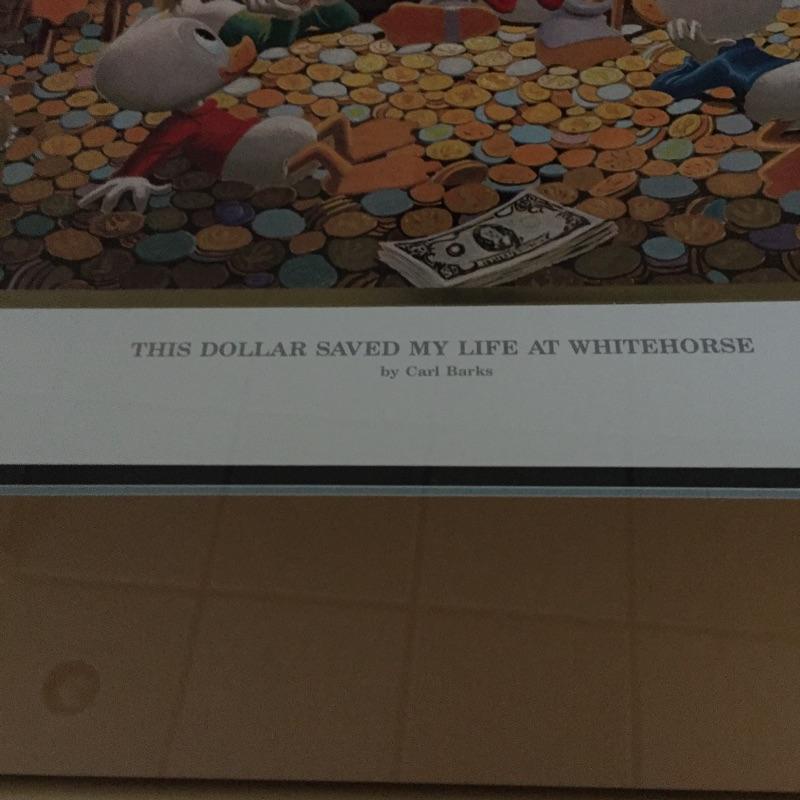 THIS DOLLAR SAVED MY LIFE AT WHITEHORSE
by Carl Barks